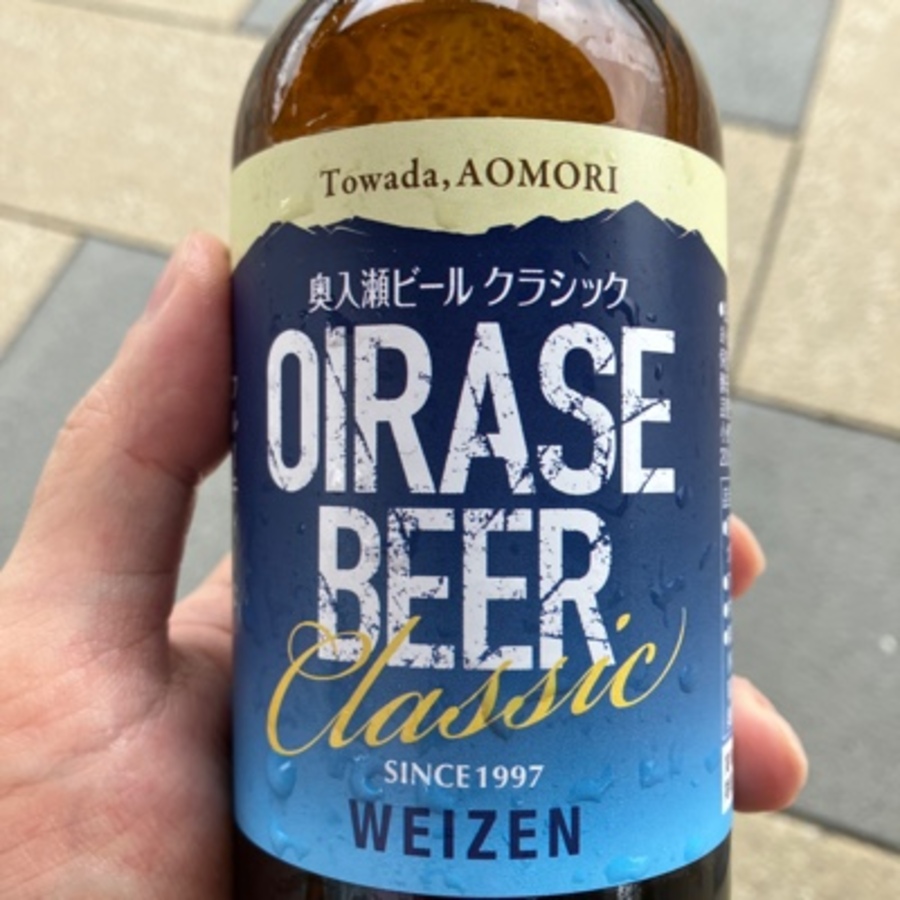 Towada, AOMORI
奥入瀬ビール クラシック
OIRASE
BEER
Classic
SINCE 1997
WEIZEN